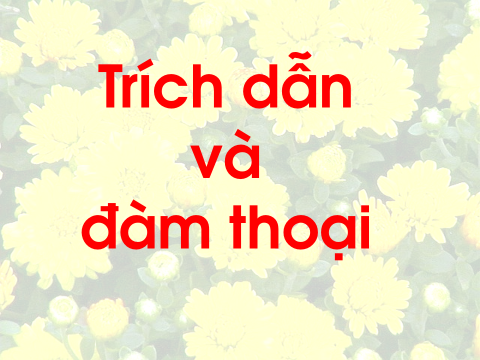 Trích dẫn
và
đàm thoại